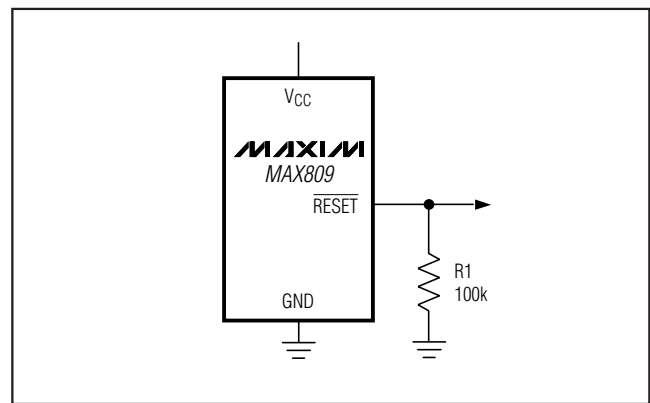 VCC
MAXIM
MAX809
RESET
R1
100k
GND